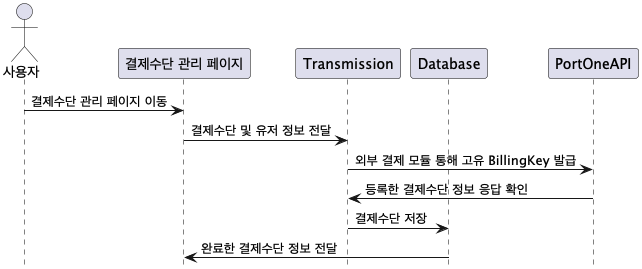 사용자
결제수단 관리 페이지
Transmission
Database
PortOneAPI
결제수단 관리 페이지 이동
결제수단 및 유저 정보 전달
외부 결제 모듈 통해 고유 BillingKey 발급
등록한 결제수단 정보 응답 확인
결제수단 저장
완료한 결제수단 정보 전달